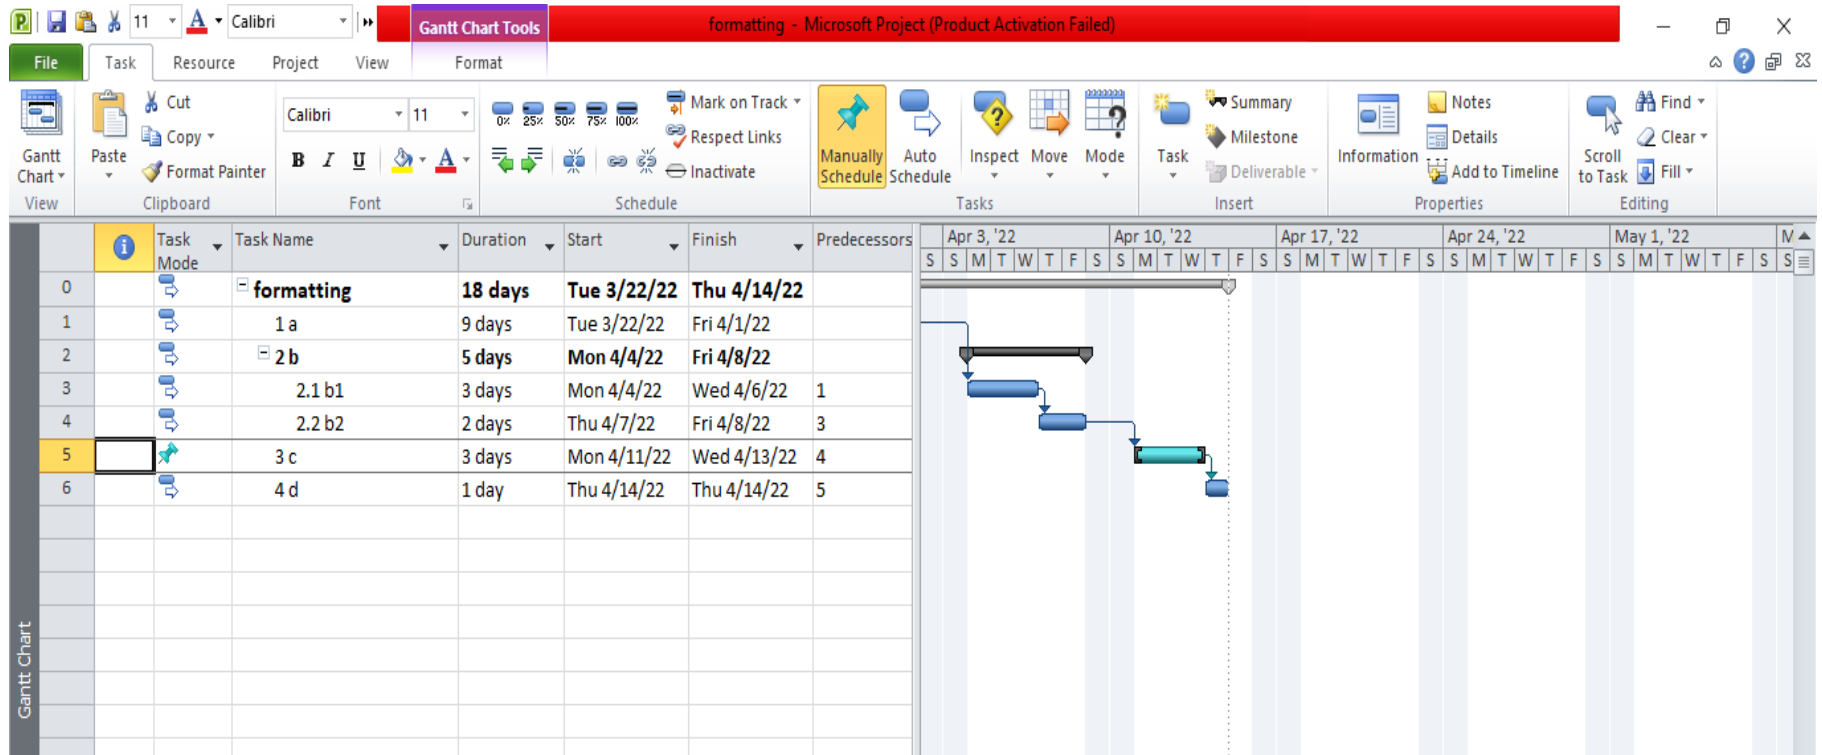 11 A Calibri Gantt Chart Tools formatting - Microsoft Project (Product Activation Failed)
File Task Resource Project View Format
Cut
Copy
Format Painter
Paste
Gantt Chart
Calibri 11
B I U A
0% 25% 50% 75% 100%
Mark on Track
Respect Links
Inactivate
Manually Schedule
Auto Schedule
Inspect Move Mode
Task
Summary
Milestone
Deliverable
Information
Notes
Details
Add to Timeline
Scroll to Task
Find
Clear
Fill
View Clipboard Font Schedule Tasks Insert Properties Editing
Task Mode Task Name Duration Start Finish Predecessors
Apr 3, '22 Apr 10, '22 Apr 17, '22 Apr 24, '22 May 1, '22 M
S S M T W T F S S M T W T F S S M T W T F S S M T W T F S S M T W T F S S
0 formatting 18 days Tue 3/22/22 Thu 4/14/22
1 1 a 9 days Tue 3/22/22 Fri 4/1/22
2 2 b 5 days Mon 4/4/22 Fri 4/8/22
3 2.1 b1 3 days Mon 4/4/22 Wed 4/6/22 1
4 2.2 b2 2 days Thu 4/7/22 Fri 4/8/22 3
5 3 c 3 days Mon 4/11/22 Wed 4/13/22 4
6 4 d 1 day Thu 4/14/22 Thu 4/14/22 5
Gantt Chart